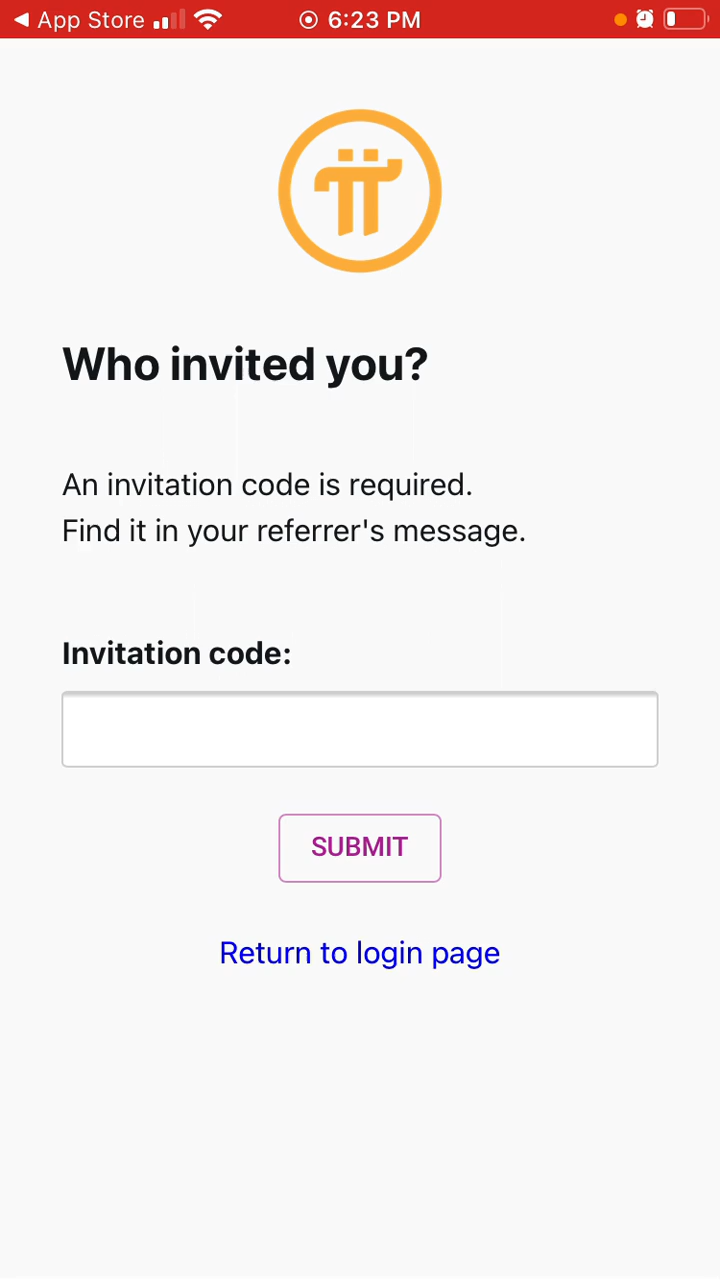 ◀ App Store 6:23 PM
Who invited you?
An invitation code is required.
Find it in your referrer's message.
Invitation code:
SUBMIT
Return to login page